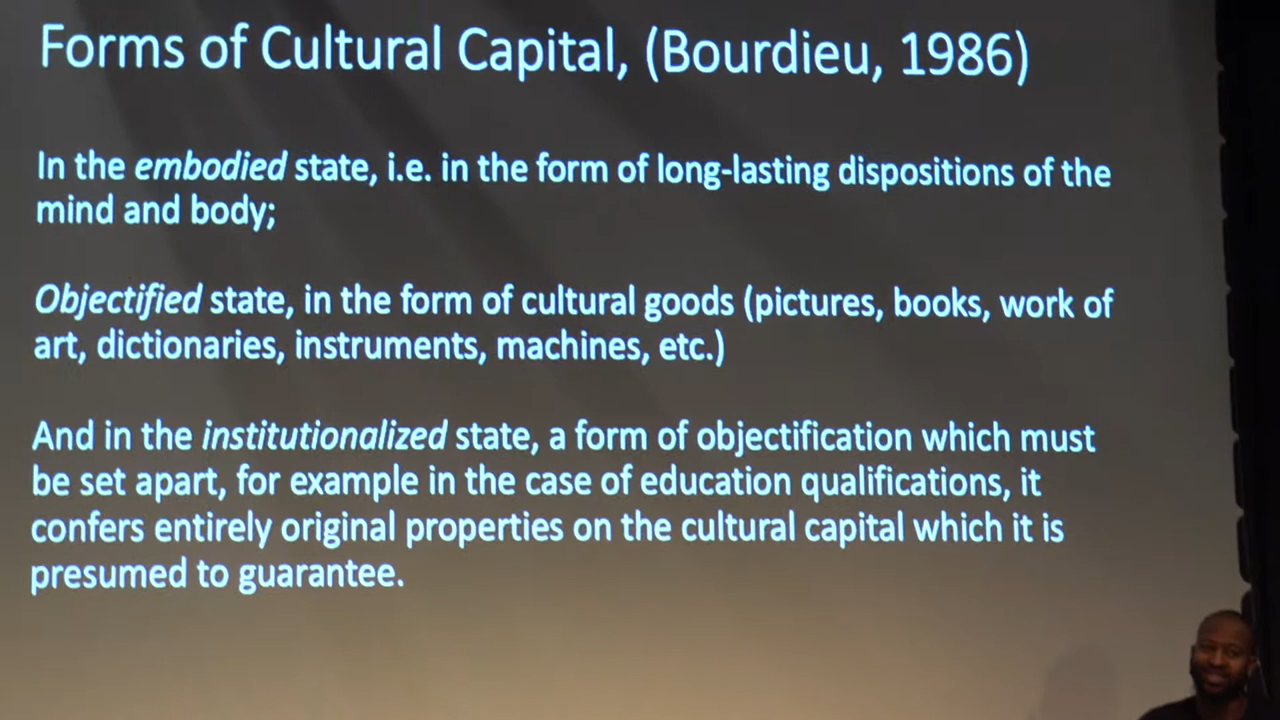 Forms of Cultural Capital, (Bourdieu, 1986)
In the embodied state, i.e. in the form of long-lasting dispositions of the
mind and body;
Objectified state, in the form of cultural goods (pictures, books, work of
art, dictionaries, instruments, machines, etc.)
And in the institutionalized state, a form of objectification which must
be set apart, for example in the case of education qualifications, it
confers entirely original properties on the cultural capital which it is
presumed to guarantee.